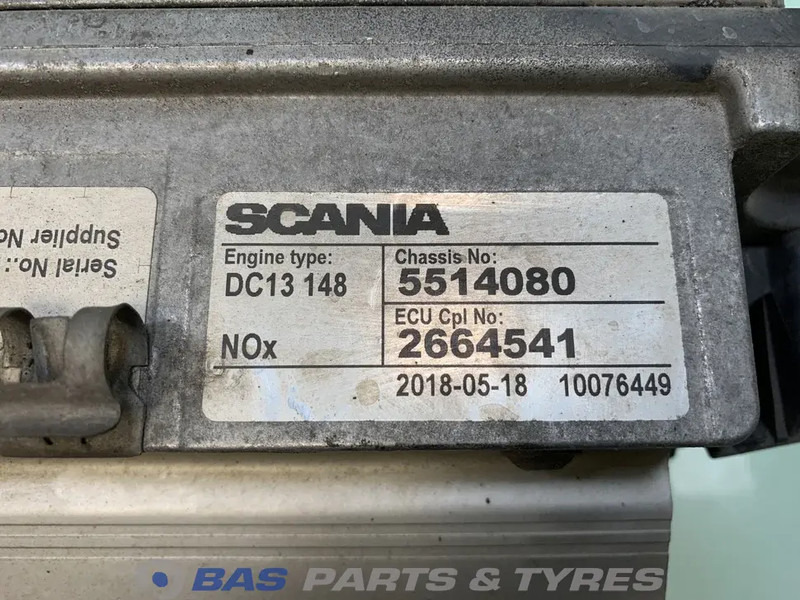 SCANIA
Engine type:
DC13 148
Chassis No:
5514080
NOx
ECU Cpl No:
2664541
2018-05-18 10076449
Serial No.:
Supplier No
BAS PARTS & TYRES